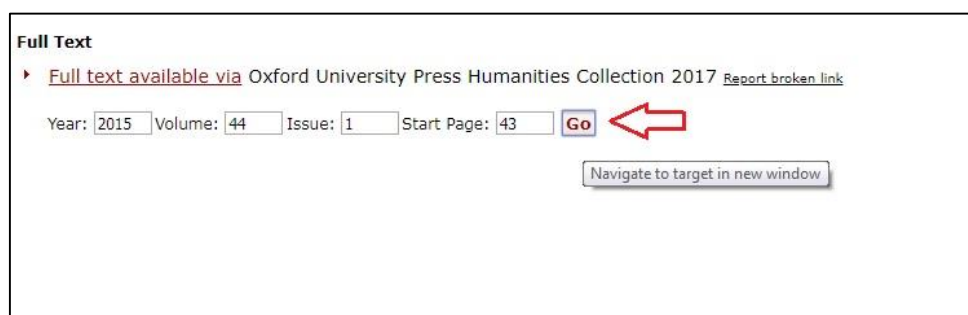 Full Text
Full text available via Oxford University Press Humanities Collection 2017 Report broken link
Year: 2015 Volume: 44 Issue: 1 Start Page: 43 Go
Navigate to target in new window